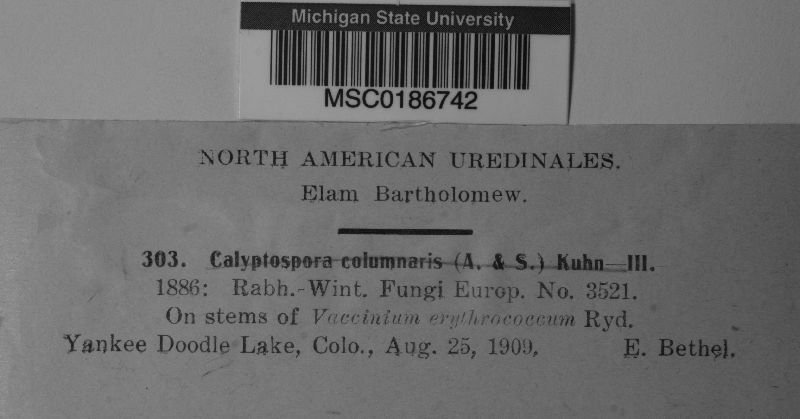 Michigan State University
MSC0186742
NORTH AMERICAN UREDINALES.
Elam Bartholomew.
303. Calyptospora columnaris (A. & S.) Kuhn—III.
1886: Rabh.-Wint. Fungi Europ. No. 3521.
On stems of Vaccinium erythrococcum Ryd.
Yankee Doodle Lake, Colo., Aug. 25, 1909. E. Bethel.